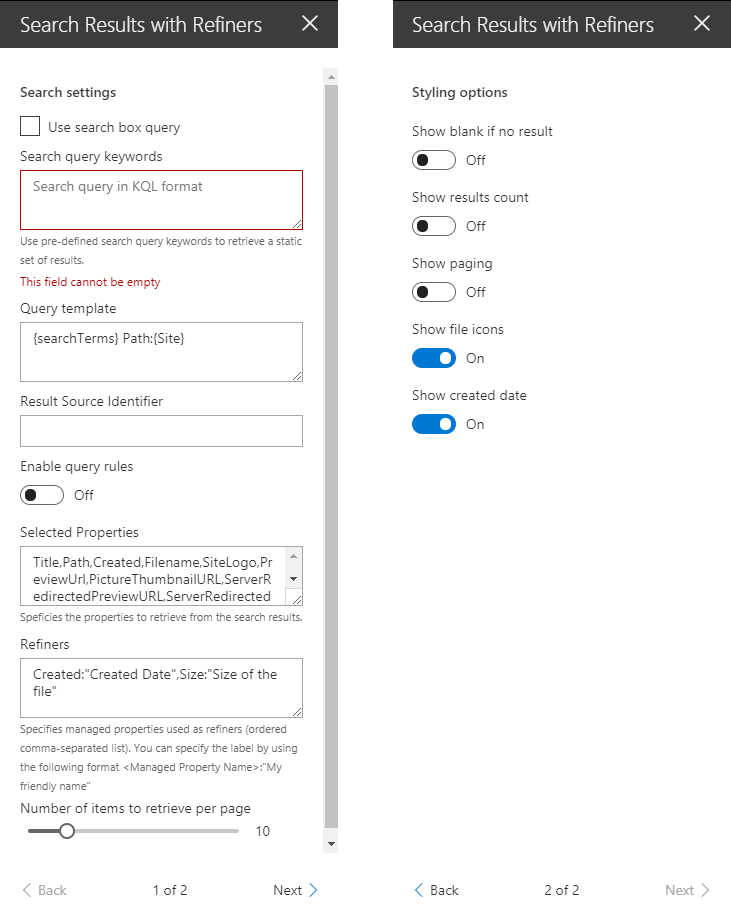 Search Results with Refiners
Search settings
Use search box query
Search query keywords
Search query in KQL format
Use pre-defined search query keywords to retrieve a static
set of results.
This field cannot be empty
Query template
{searchTerms} Path:{Site}
Result Source Identifier
Enable query rules
Off
Selected Properties
Title,Path,Created,Filename,SiteLogo,Pr
eviewUrl,PictureThumbnailURL,ServerR
edirectedPreviewURL,ServerRedirected
Speficies the properties to retrieve from the search results.
Refiners
Created:"Created Date",Size:"Size of the
file"
Specifies managed properties used as refiners (ordered
comma-separated list). You can specify the label by using
the following format <Managed Property Name>:"My
friendly name"
Number of items to retrieve per page
10
Back 1 of 2 Next
Search Results with Refiners
Styling options
Show blank if no result
Off
Show results count
Off
Show paging
Off
Show file icons
On
Show created date
On
Back 2 of 2 Next